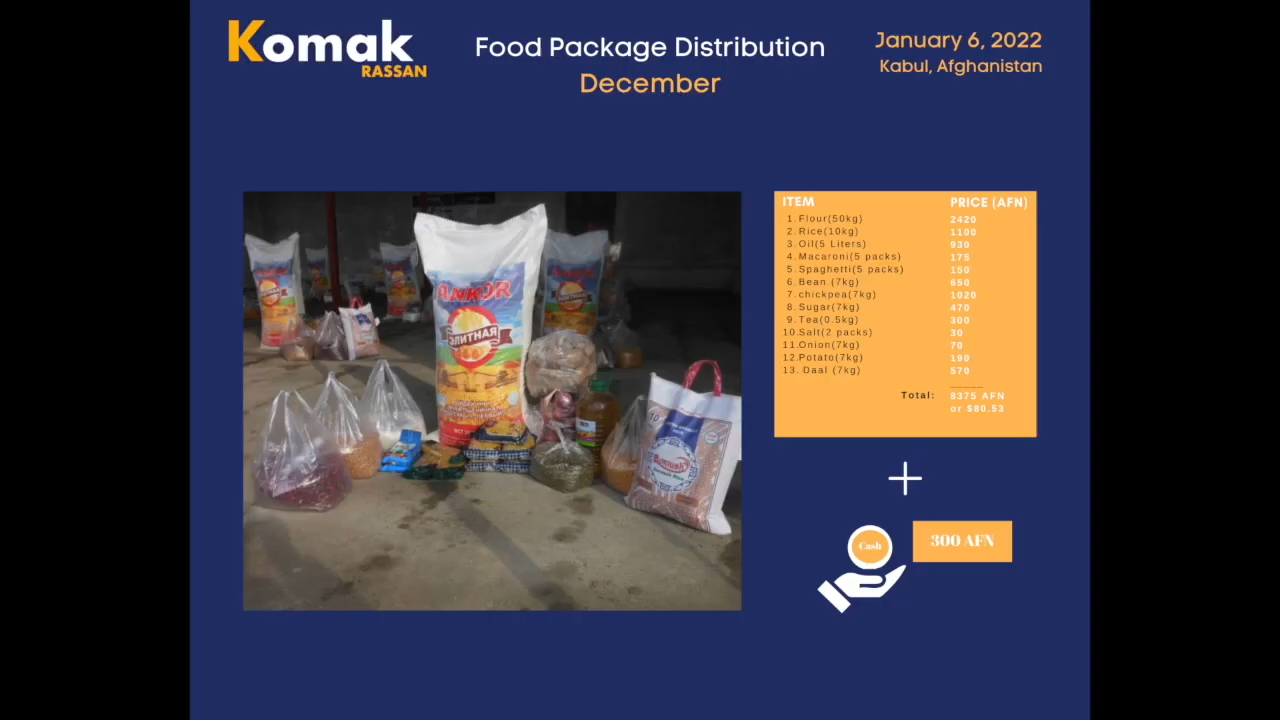 Komak
RASSAN
Food Package Distribution
December
January 6, 2022
Kabul, Afghanistan
ITEM PRICE (AFN)
1. Flour(50kg) 2420
2. Rice(10kg) 1100
3. Oil(5 Liters) 930
4. Macaroni(5 packs) 175
5. Spaghetti(5 packs) 150
6. Bean (7kg) 650
7. chickpea(7kg) 1020
8. Sugar(7kg) 470
9. Tea(0.5kg) 300
10. Salt(2 packs) 30
11. Onion(7kg) 70
12. Potato(7kg) 190
13. Daal (7kg) 570
Total: 8375 AFN
or $80.53
Cash
300 AFN
ЭЛИТНАЯ